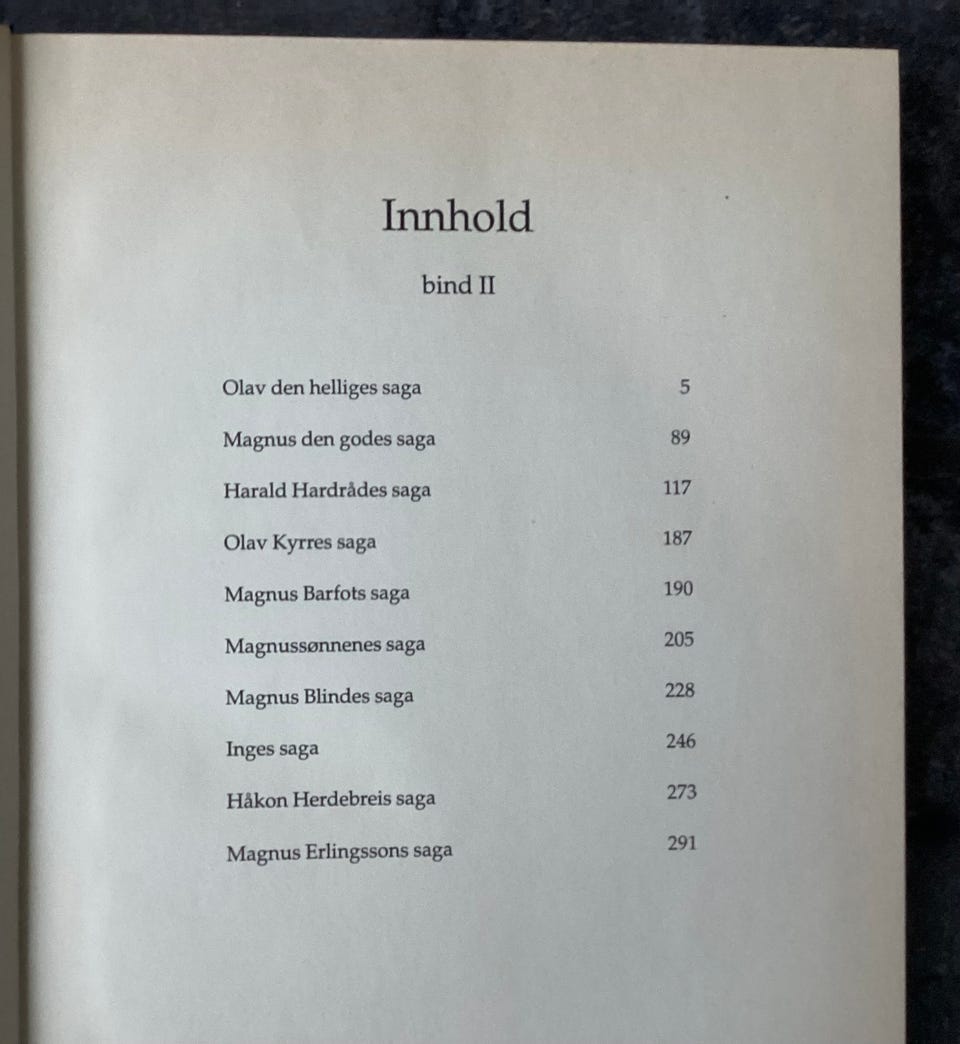 Innhold
bind II
Olav den helliges saga 5
Magnus den godes saga 89
Harald Hardrådes saga 117
Olav Kyrres saga 187
Magnus Barfots saga 190
Magnussønnenes saga 205
Magnus Blindes saga 228
Inges saga 246
Håkon Herdebreis saga 273
Magnus Erlingssons saga 291